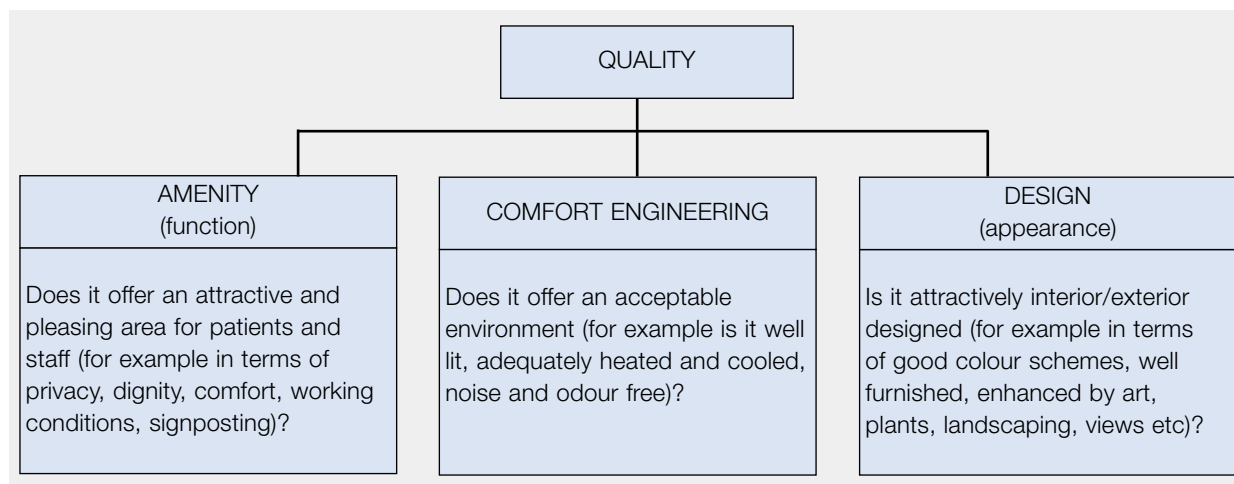 QUALITY
AMENITY
(function)
Does it offer an attractive and
pleasing area for patients and
staff (for example in terms of
privacy, dignity, comfort, working
conditions, signposting)?
COMFORT ENGINEERING
Does it offer an acceptable
environment (for example is it well
lit, adequately heated and cooled,
noise and odour free)?
DESIGN
(appearance)
Is it attractively interior/exterior
designed (for example in terms
of good colour schemes, well
furnished, enhanced by art,
plants, landscaping, views etc)?